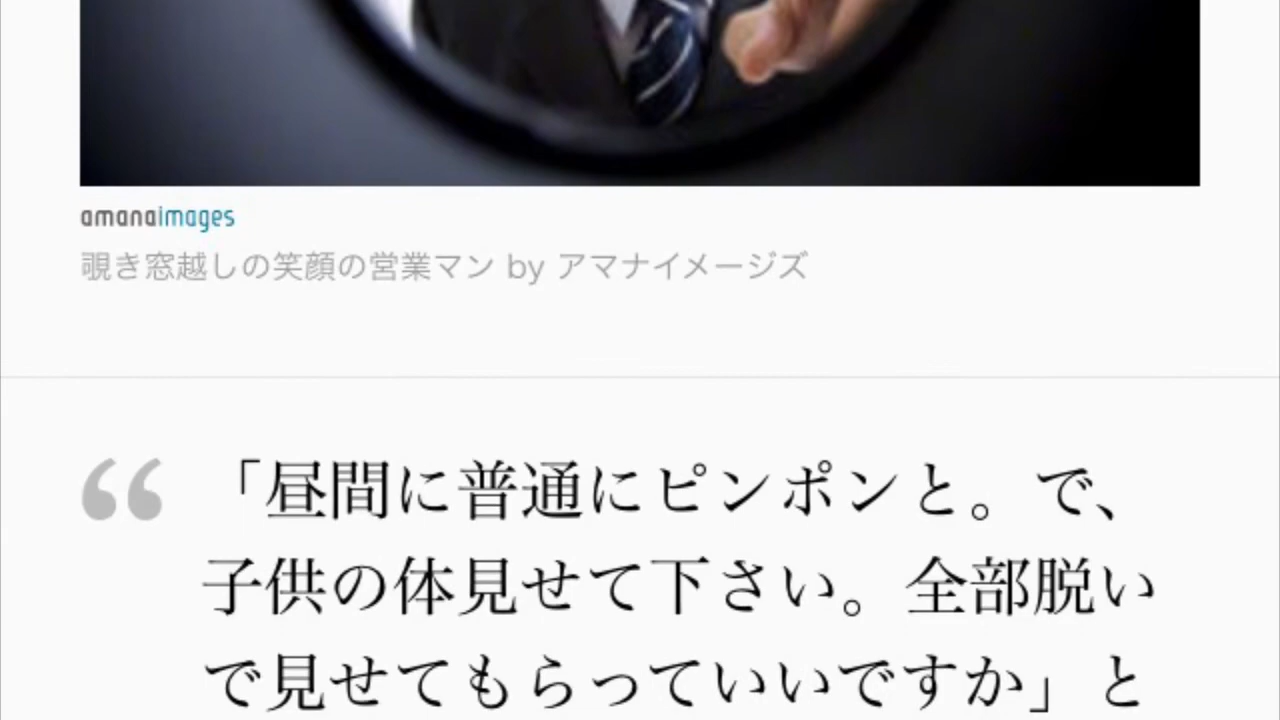 amanaimages
覗き窓越しの笑顔の営業マン by アマナイメージズ
“ 「昼間に普通にピンポンと。で、
子供の体見せて下さい。全部脱い
で見せてもらっていいですか」と